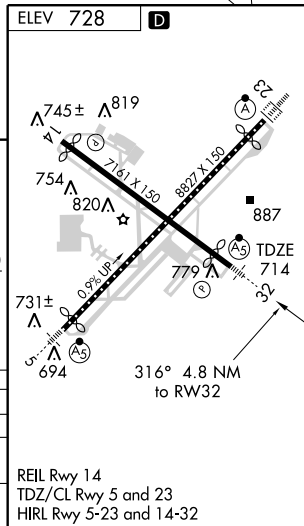 ELEV 728 D
745± 819
23
A
14
P
7161 X 150
8827 X 150
754
820
887
0.9% UP
A5 TDZE
779 714
731±
P
32
5
694 A5
316° 4.8 NM
to RW32
REIL Rwy 14
TDZ/CL Rwy 5 and 23
HIRL Rwy 5-23 and 14-32